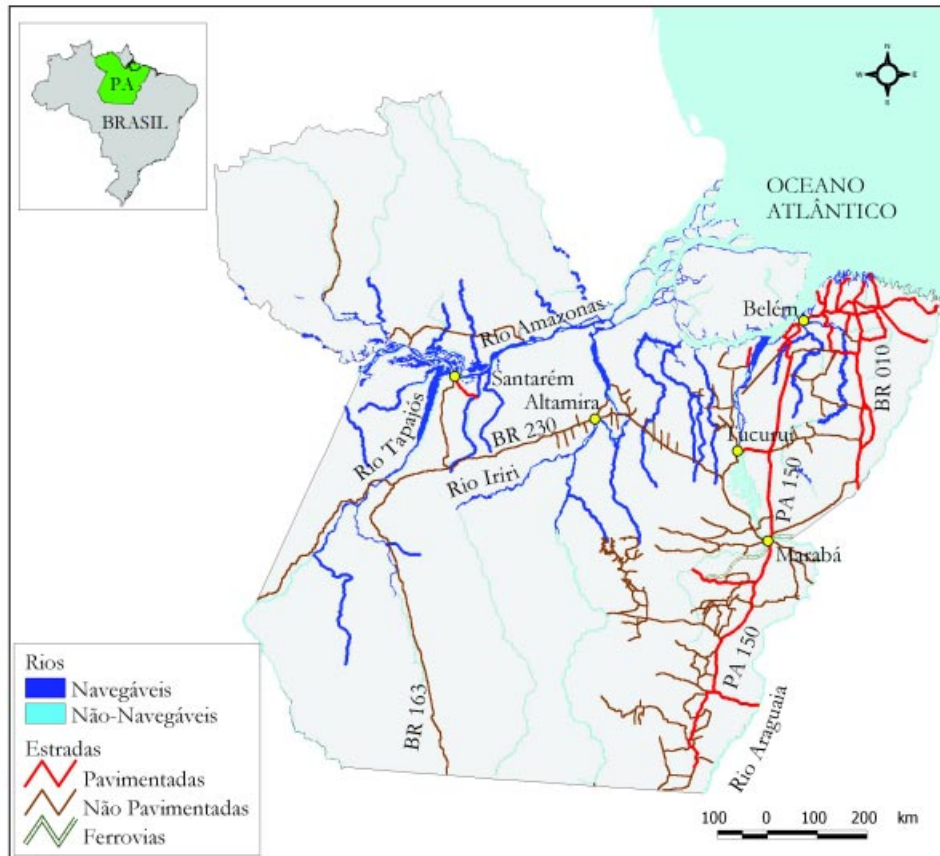 PA
BRASIL
N
W
E
S
OCEANO
ATLÂNTICO
Belém
Rio Amazonas
BR 010
Santarém
Altamira
Rio Tapajós
BR 230
Tucuruí
Rio Iriri
PA 150
Marabá
PA 150
BR 163
Rio Araguaia
Rios
Navegáveis
Não-Navegáveis
Estradas
Pavimentadas
Não Pavimentadas
Ferrovias
100 0 100 200 km